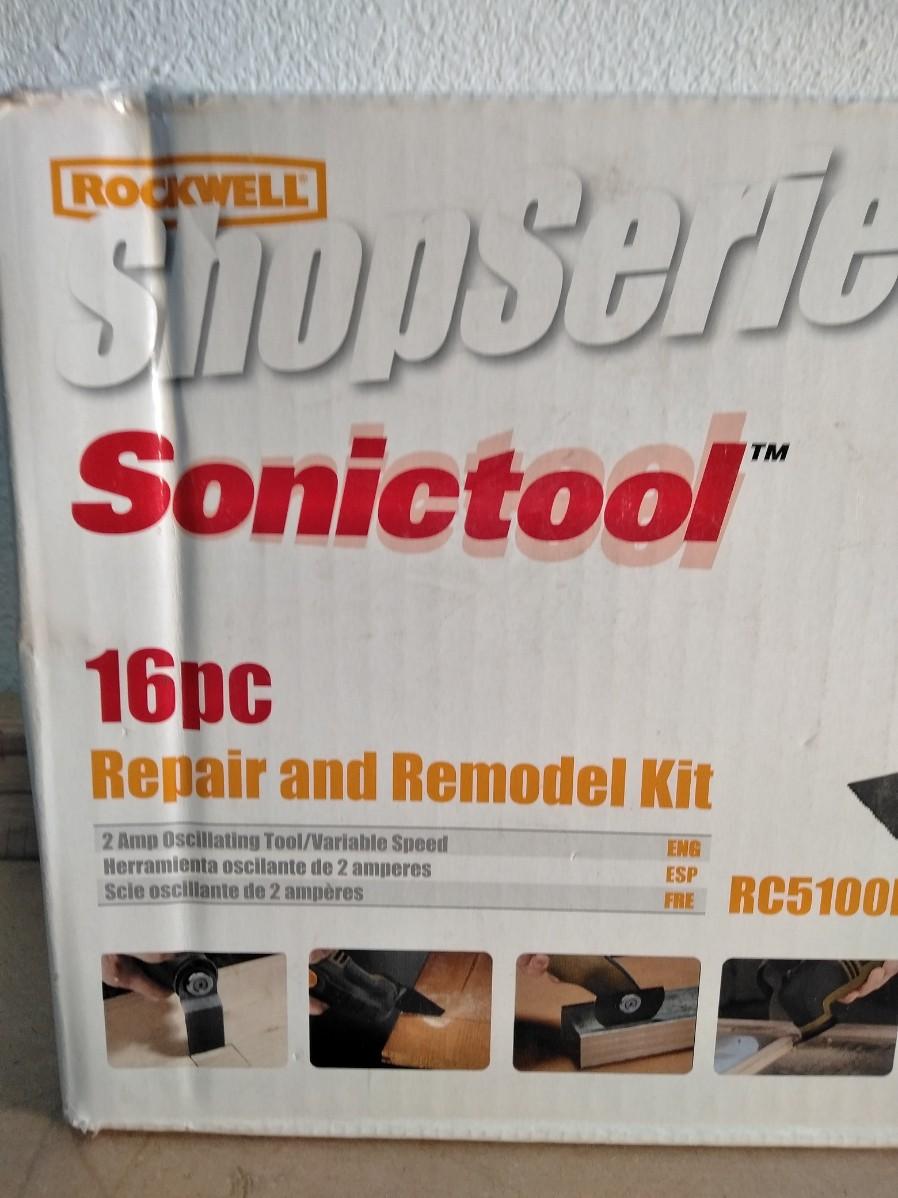 ROCKWELL®
ShopSerie
Sonictool™
16pc
Repair and Remodel Kit
2 Amp Oscillating Tool/Variable Speed ENG
Herramienta oscilante de 2 amperes ESP
Scie oscillante de 2 ampères FRE
RC5100